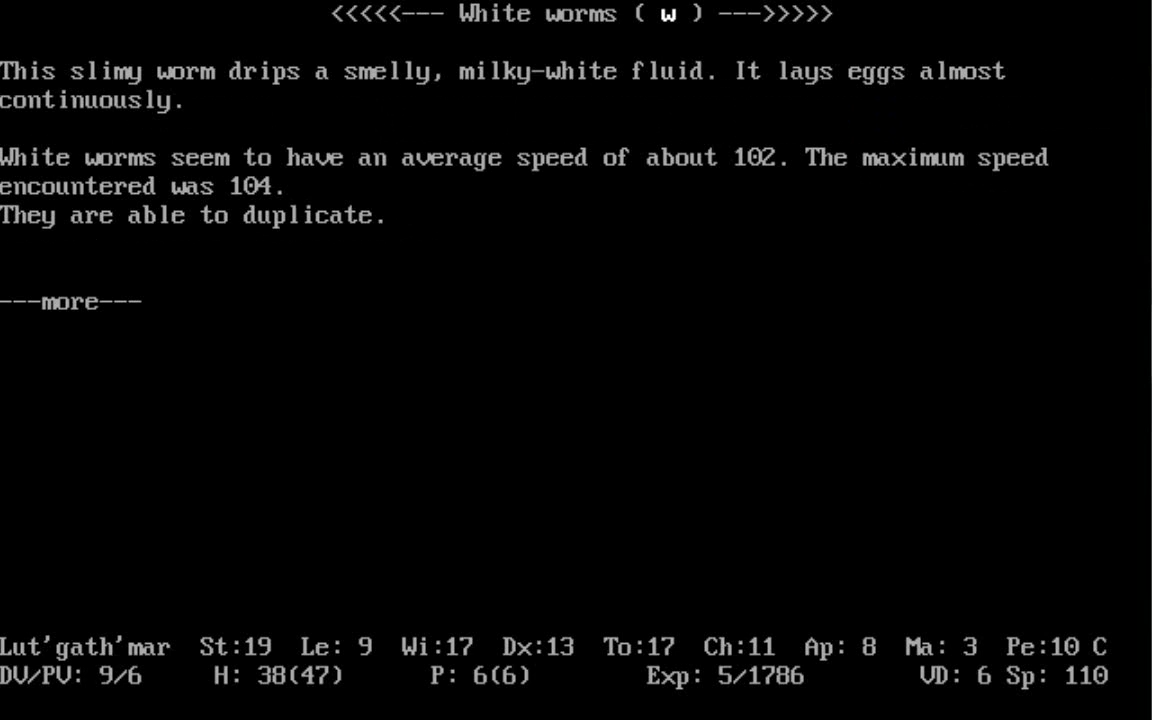 <<<<<--- White worms ( w ) --->>>>>
This slimy worm drips a smelly, milky-white fluid. It lays eggs almost
continuously.
White worms seem to have an average speed of about 102. The maximum speed
encountered was 104.
They are able to duplicate.
---more---
Lut'gath'mar St:19 Le: 9 Wi:17 Dx:13 To:17 Ch:11 Ap: 8 Ma: 3 Pe:10 C
DV/PV: 9/6 H: 38(47) P: 6(6) Exp: 5/1786 VD: 6 Sp: 110